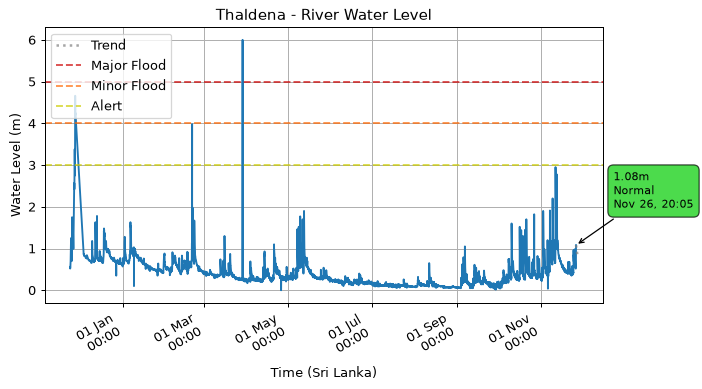 Thaldena - River Water Level
Water Level (m)
6
5
4
3
2
1
0
Trend
Major Flood
Minor Flood
Alert
1.08m
Normal
Nov 26, 20:05
01 Jan
00:00
01 Mar
00:00
01 May
00:00
01 Jul
00:00
01 Sep
00:00
01 Nov
00:00
Time (Sri Lanka)